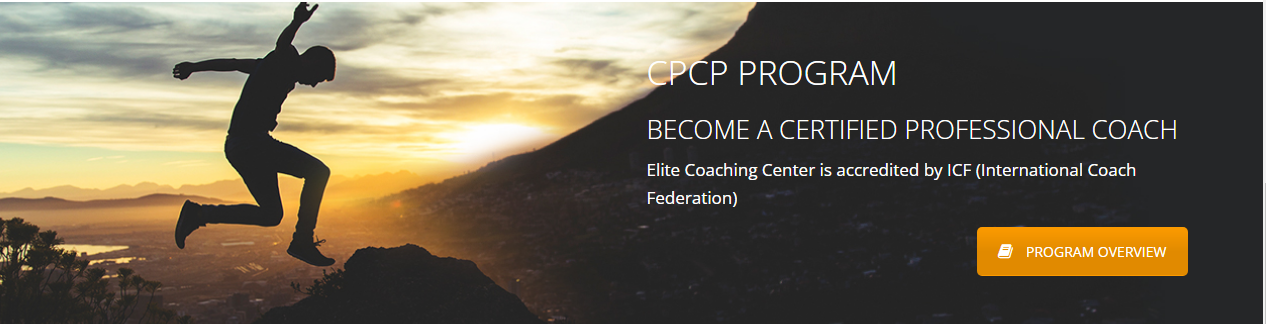 CPCP PROGRAM
BECOME A CERTIFIED PROFESSIONAL COACH
Elite Coaching Center is accredited by ICF (International Coach
Federation)
PROGRAM OVERVIEW